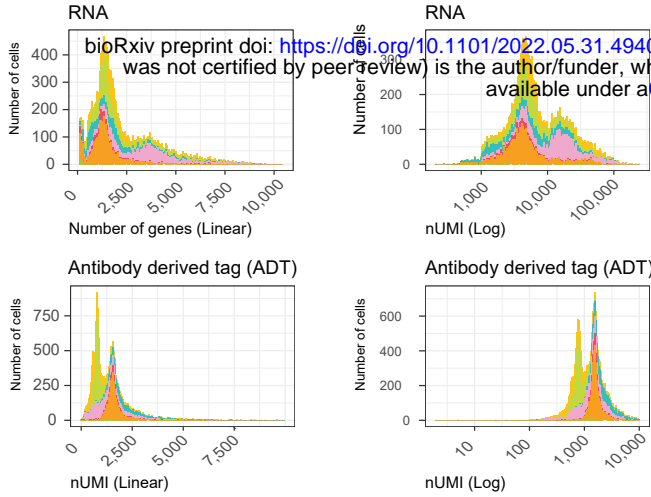 RNA
RNA
bioRxiv preprint doi: https://doi.org/10.1101/2022.05.31.4940
was not certified by peer review) is the author/funder, wh
available under a
Number of cells
400
300
200
100
0
0
2,500
5,000
7,500
10,000
Number of genes (Linear)
Number of cells
300
200
100
0
1,000
10,000
100,000
nUMI (Log)
Antibody derived tag (ADT)
Antibody derived tag (ADT)
Number of cells
750
500
250
0
0
2,500
5,000
7,500
nUMI (Linear)
Number of cells
600
400
200
0
10
100
1,000
10,000
nUMI (Log)